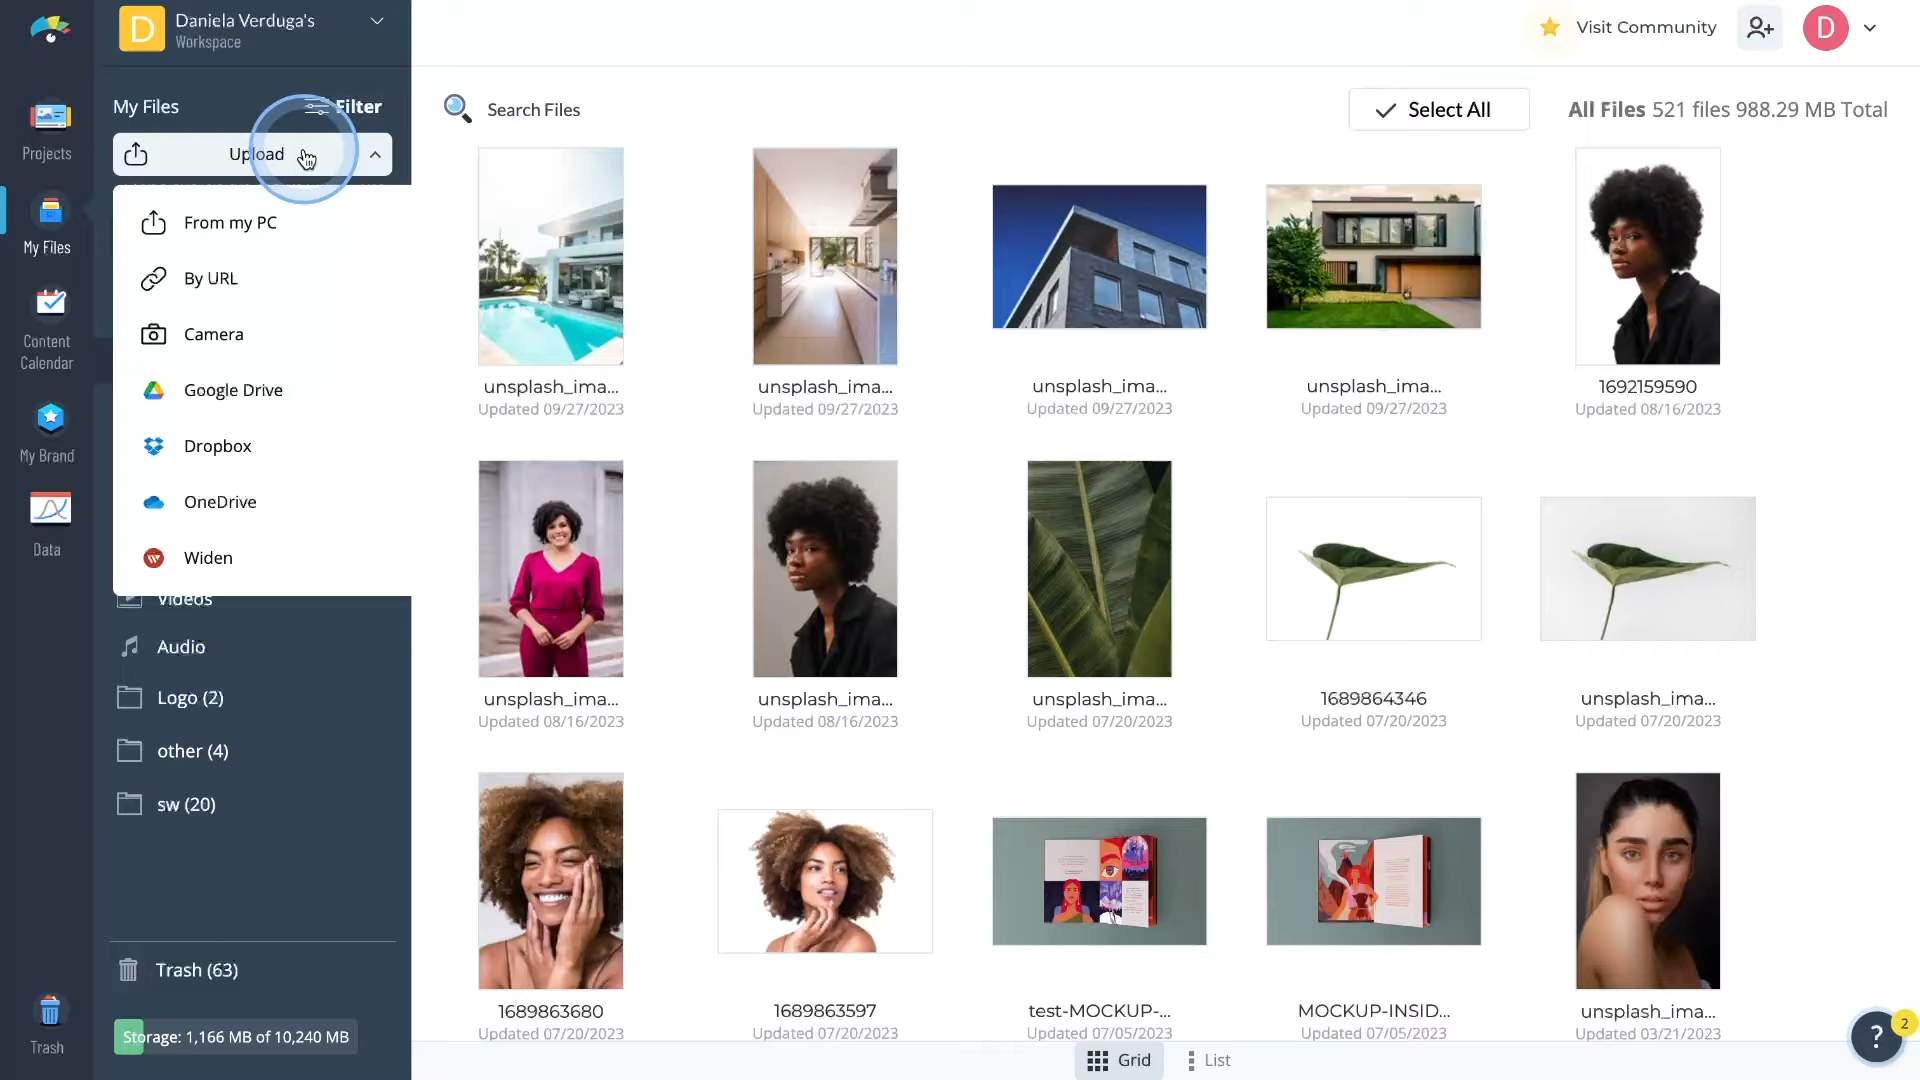 D
Daniela Verduga's
Workspace
Visit Community
D
Projects
My Files
Content
Calendar
My Brand
Data
Trash
My Files
Filter
Upload
From my PC
By URL
Camera
Google Drive
Dropbox
OneDrive
Widen
Videos
Audio
Logo (2)
other (4)
sw (20)
Trash (63)
Storage: 1,166 MB of 10,240 MB
Search Files
Select All
All Files 521 files 988.29 MB Total
unsplash_ima...
Updated 09/27/2023
unsplash_ima...
Updated 09/27/2023
unsplash_ima...
Updated 09/27/2023
unsplash_ima...
Updated 09/27/2023
1692159590
Updated 08/16/2023
unsplash_ima...
Updated 08/16/2023
unsplash_ima...
Updated 08/16/2023
unsplash_ima...
Updated 07/20/2023
1689864346
Updated 07/20/2023
unsplash_ima...
Updated 07/20/2023
1689863680
Updated 07/20/2023
1689863597
Updated 07/20/2023
test-MOCKUP-...
Updated 07/05/2023
MOCKUP-INSID...
Updated 07/05/2023
unsplash_ima...
Updated 03/21/2023
Grid
List
?
2